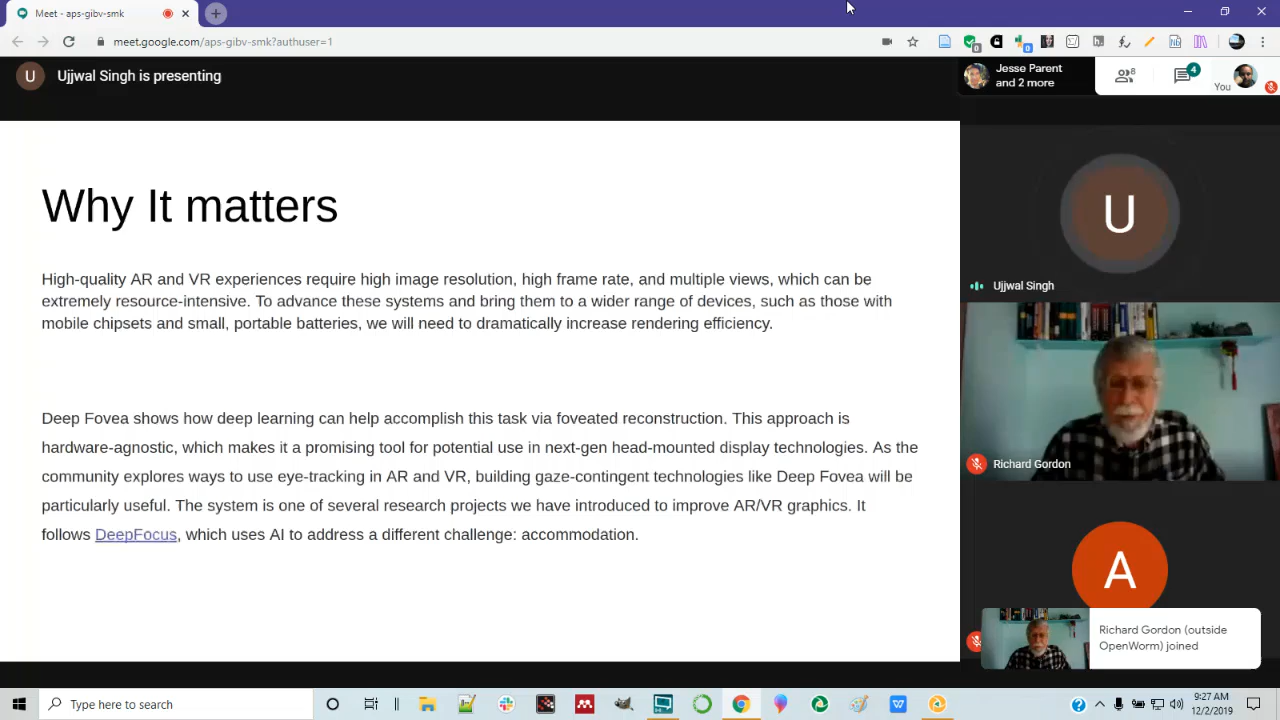 Meet - aps-gibv-smk
meet.google.com/aps-gibv-smk?authuser=1
0
0
U
Ujjwal Singh is presenting
Jesse Parent
and 2 more
8
4
You
Why It matters
High-quality AR and VR experiences require high image resolution, high frame rate, and multiple views, which can be
extremely resource-intensive. To advance these systems and bring them to a wider range of devices, such as those with
mobile chipsets and small, portable batteries, we will need to dramatically increase rendering efficiency.
Deep Fovea shows how deep learning can help accomplish this task via foveated reconstruction. This approach is
hardware-agnostic, which makes it a promising tool for potential use in next-gen head-mounted display technologies. As the
community explores ways to use eye-tracking in AR and VR, building gaze-contingent technologies like Deep Fovea will be
particularly useful. The system is one of several research projects we have introduced to improve AR/VR graphics. It
follows DeepFocus, which uses AI to address a different challenge: accommodation.
U
Ujjwal Singh
Richard Gordon
A
Richard Gordon (outside
OpenWorm) joined
Type here to search
9:27 AM
12/2/2019